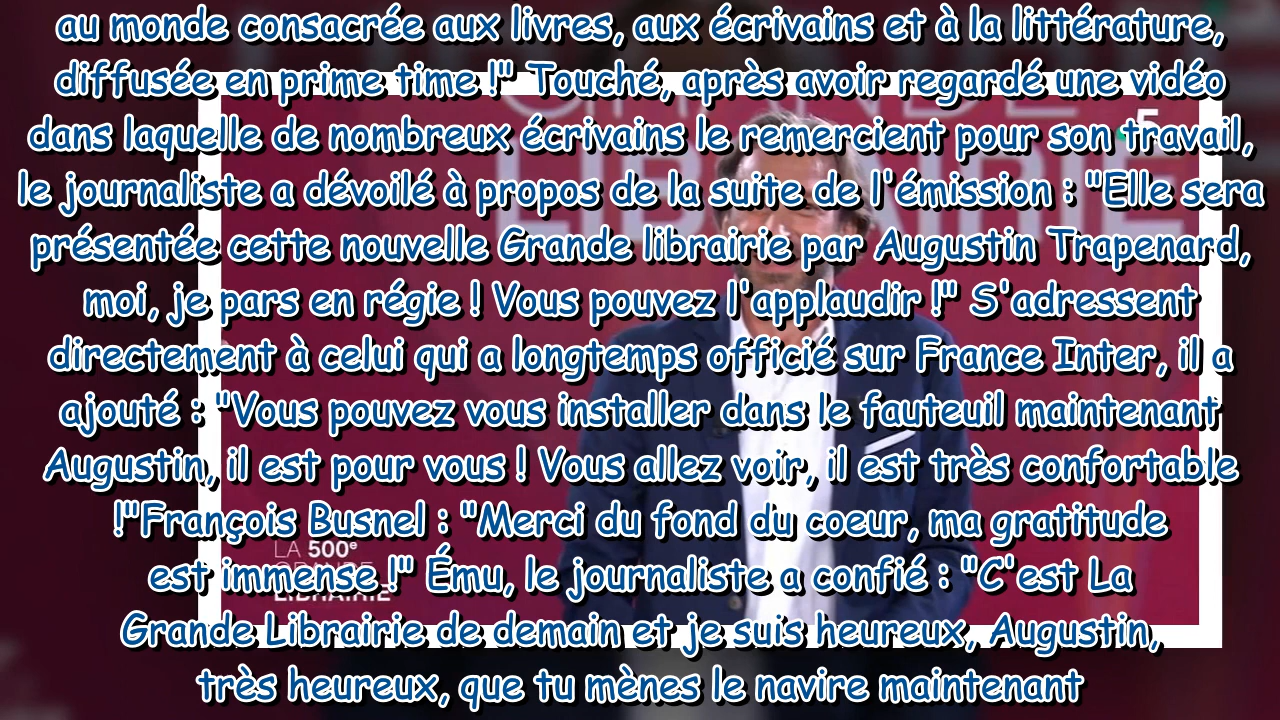 au monde consacrée aux livres, aux écrivains et à la littérature,
diffusée en prime time !" Touché, après avoir regardé une vidéo
dans laquelle de nombreux écrivains le remercient pour son travail,
le journaliste a dévoilé à propos de la suite de l'émission : "Elle sera
présentée cette nouvelle Grande librairie par Augustin Trapenard,
moi, je pars en régie ! Vous pouvez l'applaudir !" S'adressent
directement à celui qui a longtemps officié sur France Inter, il a
ajouté : "Vous pouvez vous installer dans le fauteuil maintenant
Augustin, il est pour vous ! Vous allez voir, il est très confortable
!"François Busnel : "Merci du fond du coeur, ma gratitude
est immense !" Ému, le journaliste a confié : "C'est La
Grande Librairie de demain et je suis heureux, Augustin,
très heureux, que tu mènes le navire maintenant
5
LIBRAIRIE
LA 500e
GRANDE
LIBRAIRIE